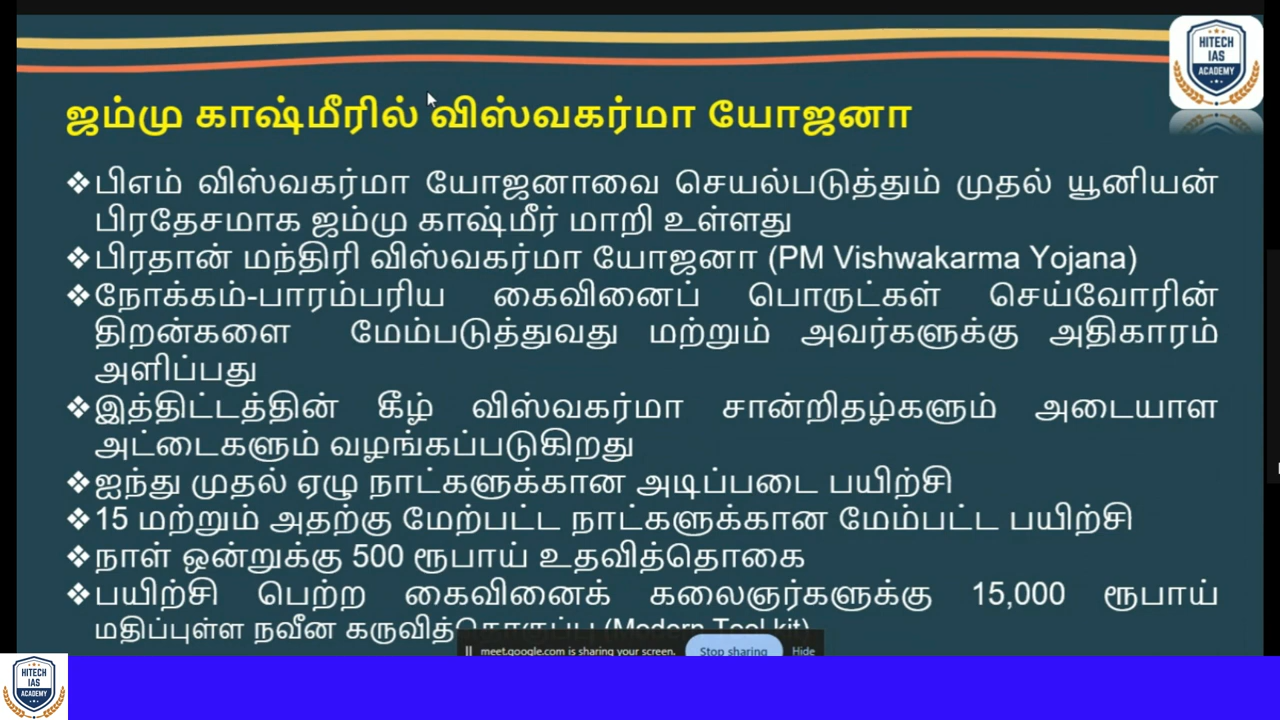 HITECH
IAS
ACADEMY
ஜம்மு காஷ்மீரில் விஸ்வகர்மா யோஜனா
❖பிஎம் விஸ்வகர்மா யோஜனாவை செயல்படுத்தும் முதல் யூனியன்
பிரதேசமாக ஜம்மு காஷ்மீர் மாறி உள்ளது
❖பிரதான் மந்திரி விஸ்வகர்மா யோஜனா (PM Vishwakarma Yojana)
❖நோக்கம்-பாரம்பரிய கைவினைப் பொருட்கள் செய்வோரின்
திறன்களை மேம்படுத்துவது மற்றும் அவர்களுக்கு அதிகாரம்
அளிப்பது
❖இத்திட்டத்தின் கீழ் விஸ்வகர்மா சான்றிதழ்களும் அடையாள
அட்டைகளும் வழங்கப்படுகிறது
❖ஐந்து முதல் ஏழு நாட்களுக்கான அடிப்படை பயிற்சி
❖15 மற்றும் அதற்கு மேற்பட்ட நாட்களுக்கான மேம்பட்ட பயிற்சி
❖நாள் ஒன்றுக்கு 500 ரூபாய் உதவித்தொகை
❖பயிற்சி பெற்ற கைவினைக் கலைஞர்களுக்கு 15,000 ரூபாய்
மதிப்புள்ள நவீன கருவித்தொகுப்பு (Modern Tool kit)
meet.google.com is sharing your screen. Stop sharing Hide
HITECH
IAS
ACADEMY